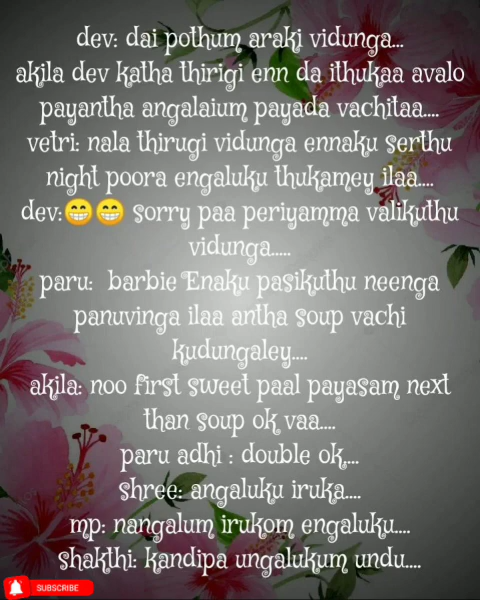 dev: dai pothum araki vidunga...
akila dev katha thirigi enn da ithukaa avalo
payantha angalaium payada vachitaa....
vetri: nala thirugi vidunga ennaku serthu
night poora engaluku thukamey ilaa....
dev:😁😁 sorry paa periyamma valikuthu
vidunga.....
paru: barbie Enaku pasikuthu neenga
panuvinga ilaa antha soup vachi
kudungaley....
akila: noo first sweet paal payasam next
than soup ok vaa....
paru adhi : double ok....
shree: angaluku iruka....
mp: nangalum irukom engaluku....
shakthi: kandipa ungalukum undu....
SUBSCRIBE